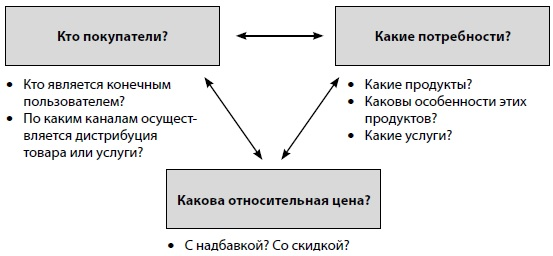 Кто покупатели?
Какие потребности?
• Кто является конечным
пользователем?
• По каким каналам осущест-
вляется дистрибуция
товара или услуги?
• Какие продукты?
• Каковы особенности этих
продуктов?
• Какие услуги?
Какова относительная цена?
• С надбавкой? Со скидкой?